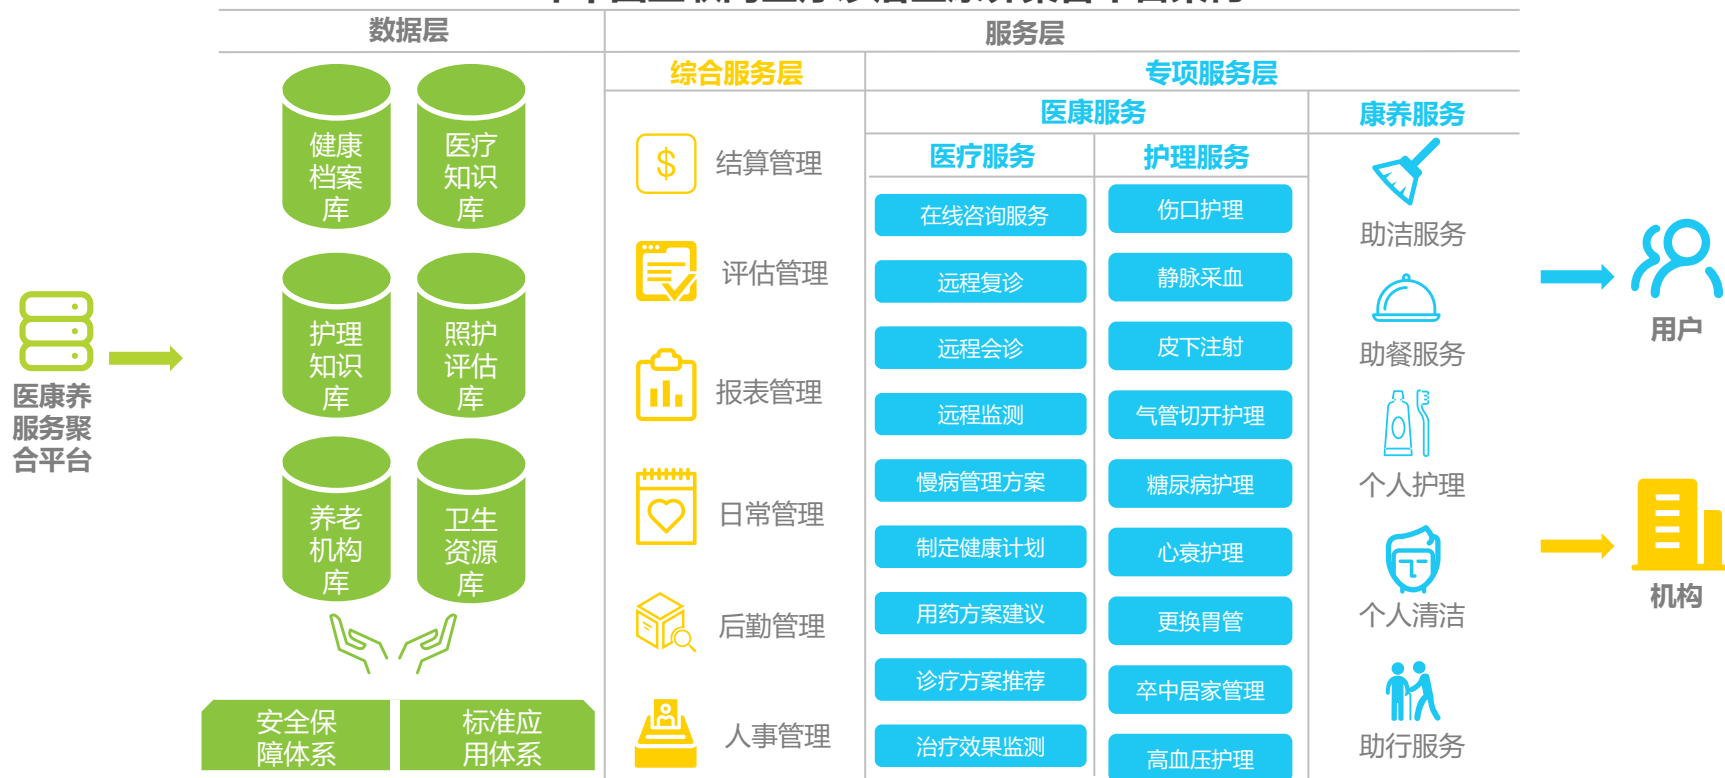 数据层
服务层
综合服务层
专项服务层
医康服务
康养服务
医疗服务
护理服务
健康
档案
库
医疗
知识
库
护理
知识
库
照护
评估
库
养老
机构
库
卫生
资源
库
安全保
障体系
标准应
用体系
医康养
服务聚
合平台
$
结算管理
评估管理
报表管理
日常管理
后勤管理
人事管理
在线咨询服务
远程复诊
远程会诊
远程监测
慢病管理方案
制定健康计划
用药方案建议
诊疗方案推荐
治疗效果监测
伤口护理
静脉采血
皮下注射
气管切开护理
糖尿病护理
心衰护理
更换胃管
卒中居家管理
高血压护理
助洁服务
助餐服务
个人护理
个人清洁
助行服务
用户
机构